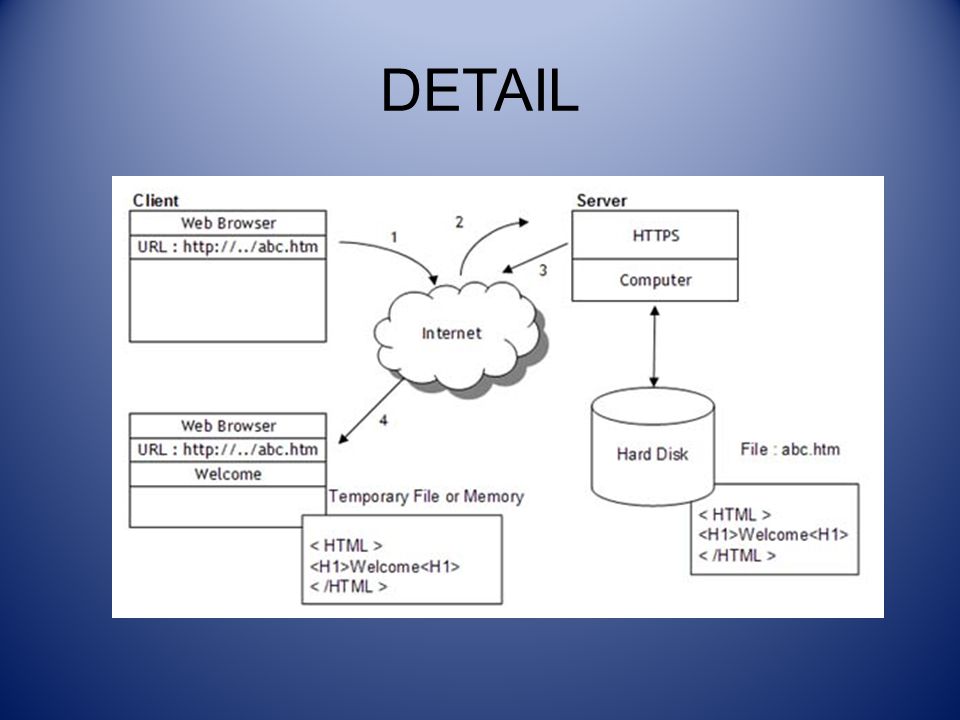 DETAIL
Client
Web Browser
URL : http://../abc.htm
1
2
3
Server
HTTPS
Computer
Internet
4
Web Browser
URL : http://../abc.htm
Welcome
Temporary File or Memory
< HTML >
<H1>Welcome<H1>
< /HTML >
Hard Disk
File : abc.htm
< HTML >
<H1>Welcome<H1>
< /HTML >